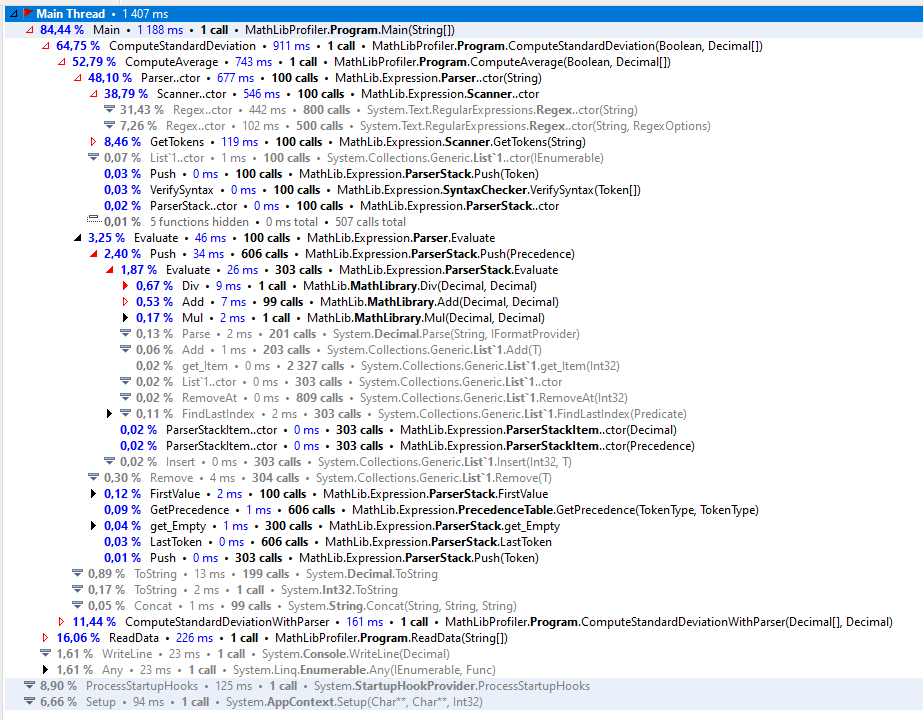 Main Thread • 1 407 ms
84,44 % Main • 1 188 ms • 1 call • MathLibProfiler.Program.Main(String[])
64,75 % ComputeStandardDeviation • 911 ms • 1 call • MathLibProfiler.Program.ComputeStandardDeviation(Boolean, Decimal[])
52,79 % ComputeAverage • 743 ms • 1 call • MathLibProfiler.Program.ComputeAverage(Boolean, Decimal[])
48,10 % Parser..ctor • 677 ms • 100 calls • MathLib.Expression.Parser..ctor(String)
38,79 % Scanner..ctor • 546 ms • 100 calls • MathLib.Expression.Scanner..ctor
31,43 % Regex..ctor • 442 ms • 800 calls • System.Text.RegularExpressions.Regex..ctor(String)
7,26 % Regex..ctor • 102 ms • 500 calls • System.Text.RegularExpressions.Regex..ctor(String, RegexOptions)
8,46 % GetTokens • 119 ms • 100 calls • MathLib.Expression.Scanner.GetTokens(String)
0,07 % List`1..ctor • 1 ms • 100 calls • System.Collections.Generic.List`1..ctor(IEnumerable)
0,03 % Push • 0 ms • 100 calls • MathLib.Expression.ParserStack.Push(Token)
0,03 % VerifySyntax • 0 ms • 100 calls • MathLib.Expression.SyntaxChecker.VerifySyntax(Token[])
0,02 % ParserStack..ctor • 0 ms • 100 calls • MathLib.Expression.ParserStack..ctor
0,01 % 5 functions hidden • 0 ms total • 507 calls total
3,25 % Evaluate • 46 ms • 100 calls • MathLib.Expression.Parser.Evaluate
2,40 % Push • 34 ms • 606 calls • MathLib.Expression.ParserStack.Push(Precedence)
1,87 % Evaluate • 26 ms • 303 calls • MathLib.Expression.ParserStack.Evaluate
0,67 % Div • 9 ms • 1 call • MathLib.MathLibrary.Div(Decimal, Decimal)
0,53 % Add • 7 ms • 99 calls • MathLib.MathLibrary.Add(Decimal, Decimal)
0,17 % Mul • 2 ms • 1 call • MathLib.MathLibrary.Mul(Decimal, Decimal)
0,13 % Parse • 2 ms • 201 calls • System.Decimal.Parse(String, IFormatProvider)
0,06 % Add • 1 ms • 203 calls • System.Collections.Generic.List`1.Add(T)
0,02 % get_Item • 0 ms • 2 327 calls • System.Collections.Generic.List`1.get_Item(Int32)
0,02 % List`1..ctor • 0 ms • 303 calls • System.Collections.Generic.List`1..ctor
0,02 % RemoveAt • 0 ms • 809 calls • System.Collections.Generic.List`1.RemoveAt(Int32)
0,11 % FindLastIndex • 2 ms • 303 calls • System.Collections.Generic.List`1.FindLastIndex(Predicate)
0,02 % ParserStackItem..ctor • 0 ms • 303 calls • MathLib.Expression.ParserStackItem..ctor(Decimal)
0,02 % ParserStackItem..ctor • 0 ms • 303 calls • MathLib.Expression.ParserStackItem..ctor(Precedence)
0,02 % Insert • 0 ms • 303 calls • System.Collections.Generic.List`1.Insert(Int32, T)
0,30 % Remove • 4 ms • 304 calls • System.Collections.Generic.List`1.Remove(T)
0,12 % FirstValue • 2 ms • 100 calls • MathLib.Expression.ParserStack.FirstValue
0,09 % GetPrecedence • 1 ms • 606 calls • MathLib.Expression.PrecedenceTable.GetPrecedence(TokenType, TokenType)
0,04 % get_Empty • 1 ms • 300 calls • MathLib.Expression.ParserStack.get_Empty
0,03 % LastToken • 0 ms • 606 calls • MathLib.Expression.ParserStack.LastToken
0,01 % Push • 0 ms • 303 calls • MathLib.Expression.ParserStack.Push(Token)
0,89 % ToString • 13 ms • 199 calls • System.Decimal.ToString
0,17 % ToString • 2 ms • 1 call • System.Int32.ToString
0,05 % Concat • 1 ms • 99 calls • System.String.Concat(String, String, String)
11,44 % ComputeStandardDeviationWithParser • 161 ms • 1 call • MathLibProfiler.Program.ComputeStandardDeviationWithParser(Decimal[], Decimal)
16,06 % ReadData • 226 ms • 1 call • MathLibProfiler.Program.ReadData(String[])
1,61 % WriteLine • 23 ms • 1 call • System.Console.WriteLine(Decimal)
1,61 % Any • 23 ms • 1 call • System.Linq.Enumerable.Any(IEnumerable, Func)
8,90 % ProcessStartupHooks • 125 ms • 1 call • System.StartupHookProvider.ProcessStartupHooks
6,66 % Setup • 94 ms • 1 call • System.AppContext.Setup(Char**, Char**, Int32)